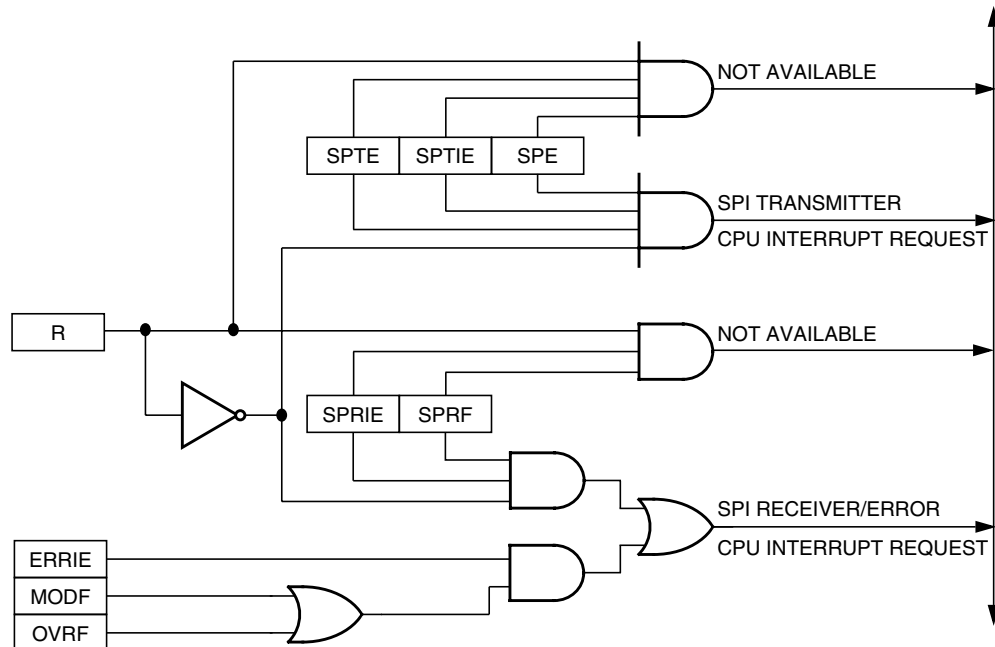 NOT AVAILABLE
SPTE SPTIE SPE
SPI TRANSMITTER
CPU INTERRUPT REQUEST
R
NOT AVAILABLE
SPRIE SPRF
SPI RECEIVER/ERROR
CPU INTERRUPT REQUEST
ERRIE
MODF
OVRF